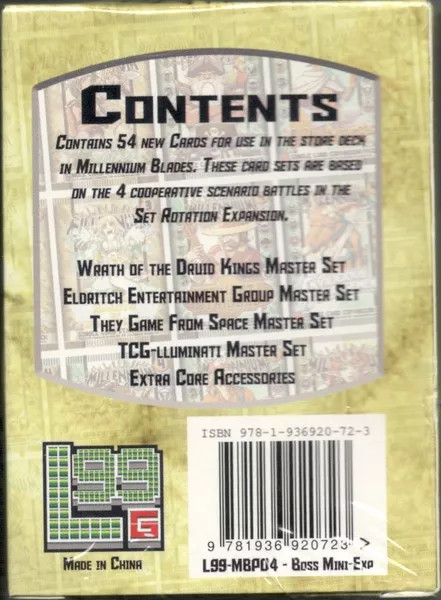 CONTENTS
CONTAINS 54 NEW CARDS FOR USE IN THE STORE DECK
IN MILLENNIUM BLADES. THESE CARD SETS ARE BASED
ON THE 4 COOPERATIVE SCENARIO BATTLES IN THE
SET ROTATION EXPANSION.
WRATH OF THE DRUID KINGS MASTER SET
ELDRITCH ENTERTAINMENT GROUP MASTER SET
THEY GAME FROM SPACE MASTER SET
TCG-LLUMINATI MASTER SET
EXTRA CORE ACCESSORIES
ISBN 978-1-936920-72-3
9 781936 920723 >
L99
G
MADE IN CHINA
L99-MBP04 - BOSS MINI-EXP